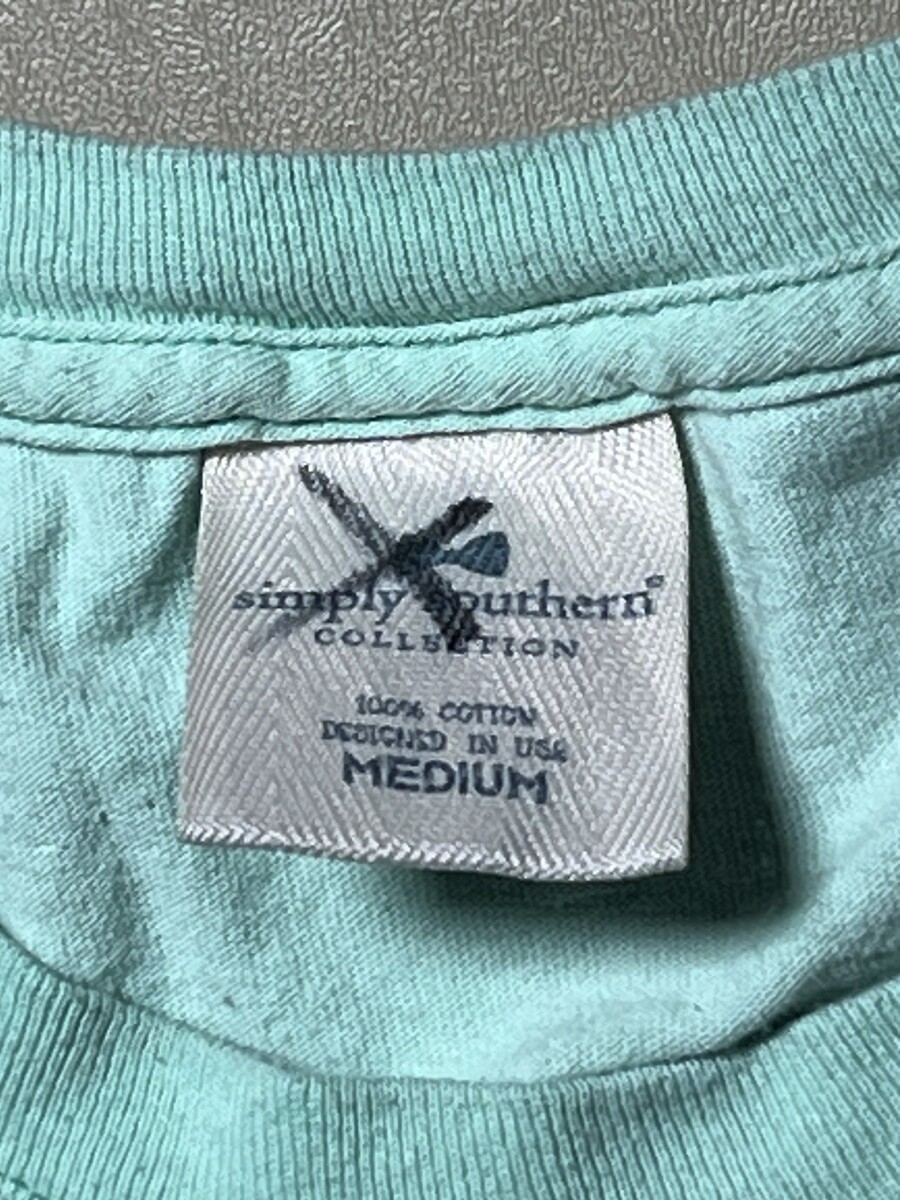 simply southern®
COLLECTION
100% COTTON
DESIGNED IN USA
MEDIUM